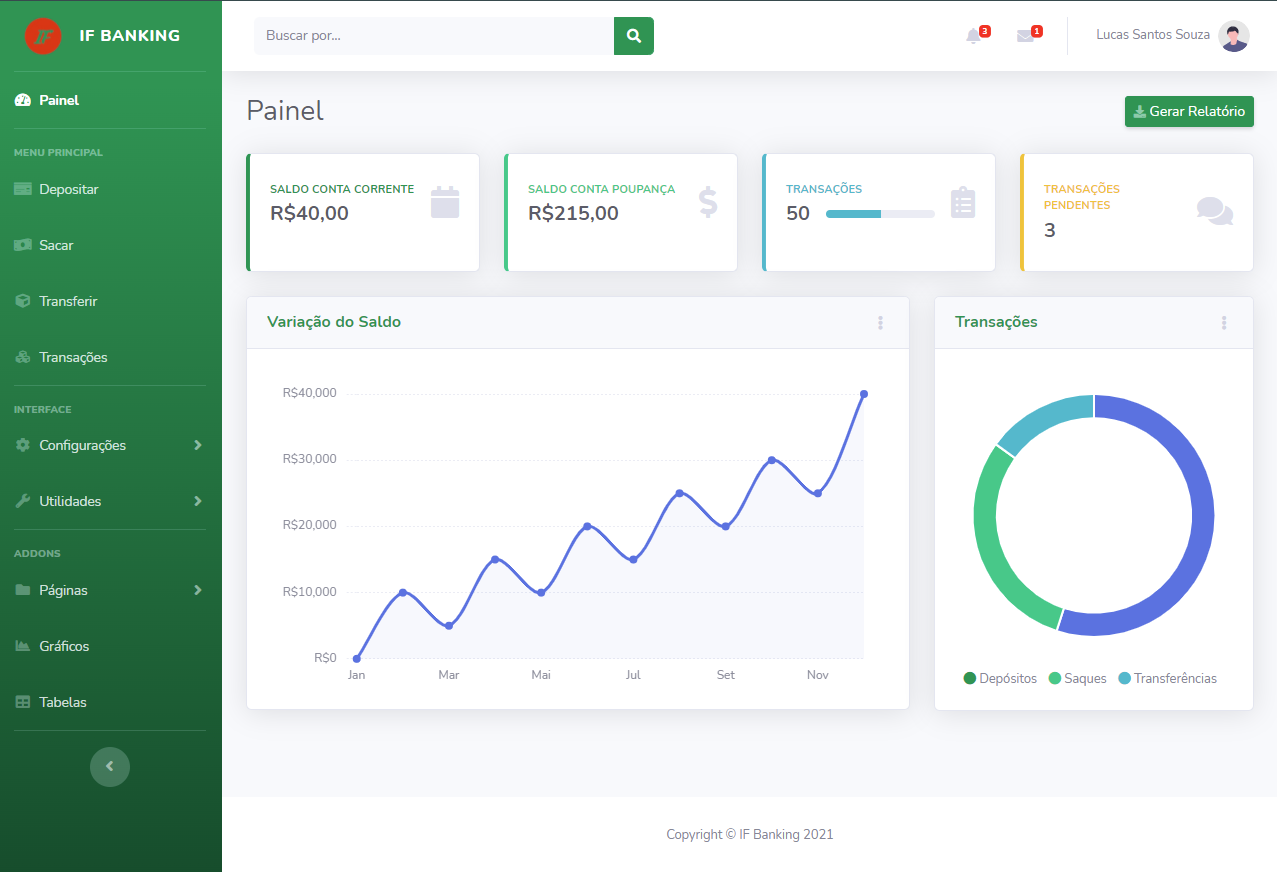 IF
IF BANKING
Painel
MENU PRINCIPAL
Depositar
Sacar
Transferir
Transações
INTERFACE
Configurações
Utilidades
ADDONS
Páginas
Gráficos
Tabelas
Buscar por...
3
1
Lucas Santos Souza
Painel
Gerar Relatório
SALDO CONTA CORRENTE
R$40,00
SALDO CONTA POUPANÇA
R$215,00
TRANSAÇÕES
50
TRANSAÇÕES
PENDENTES
3
Variação do Saldo
R$40,000
R$30,000
R$20,000
R$10,000
R$0
Jan Mar Mai Jul Set Nov
Transações
Depósitos Saques Transferências
Copyright © IF Banking 2021